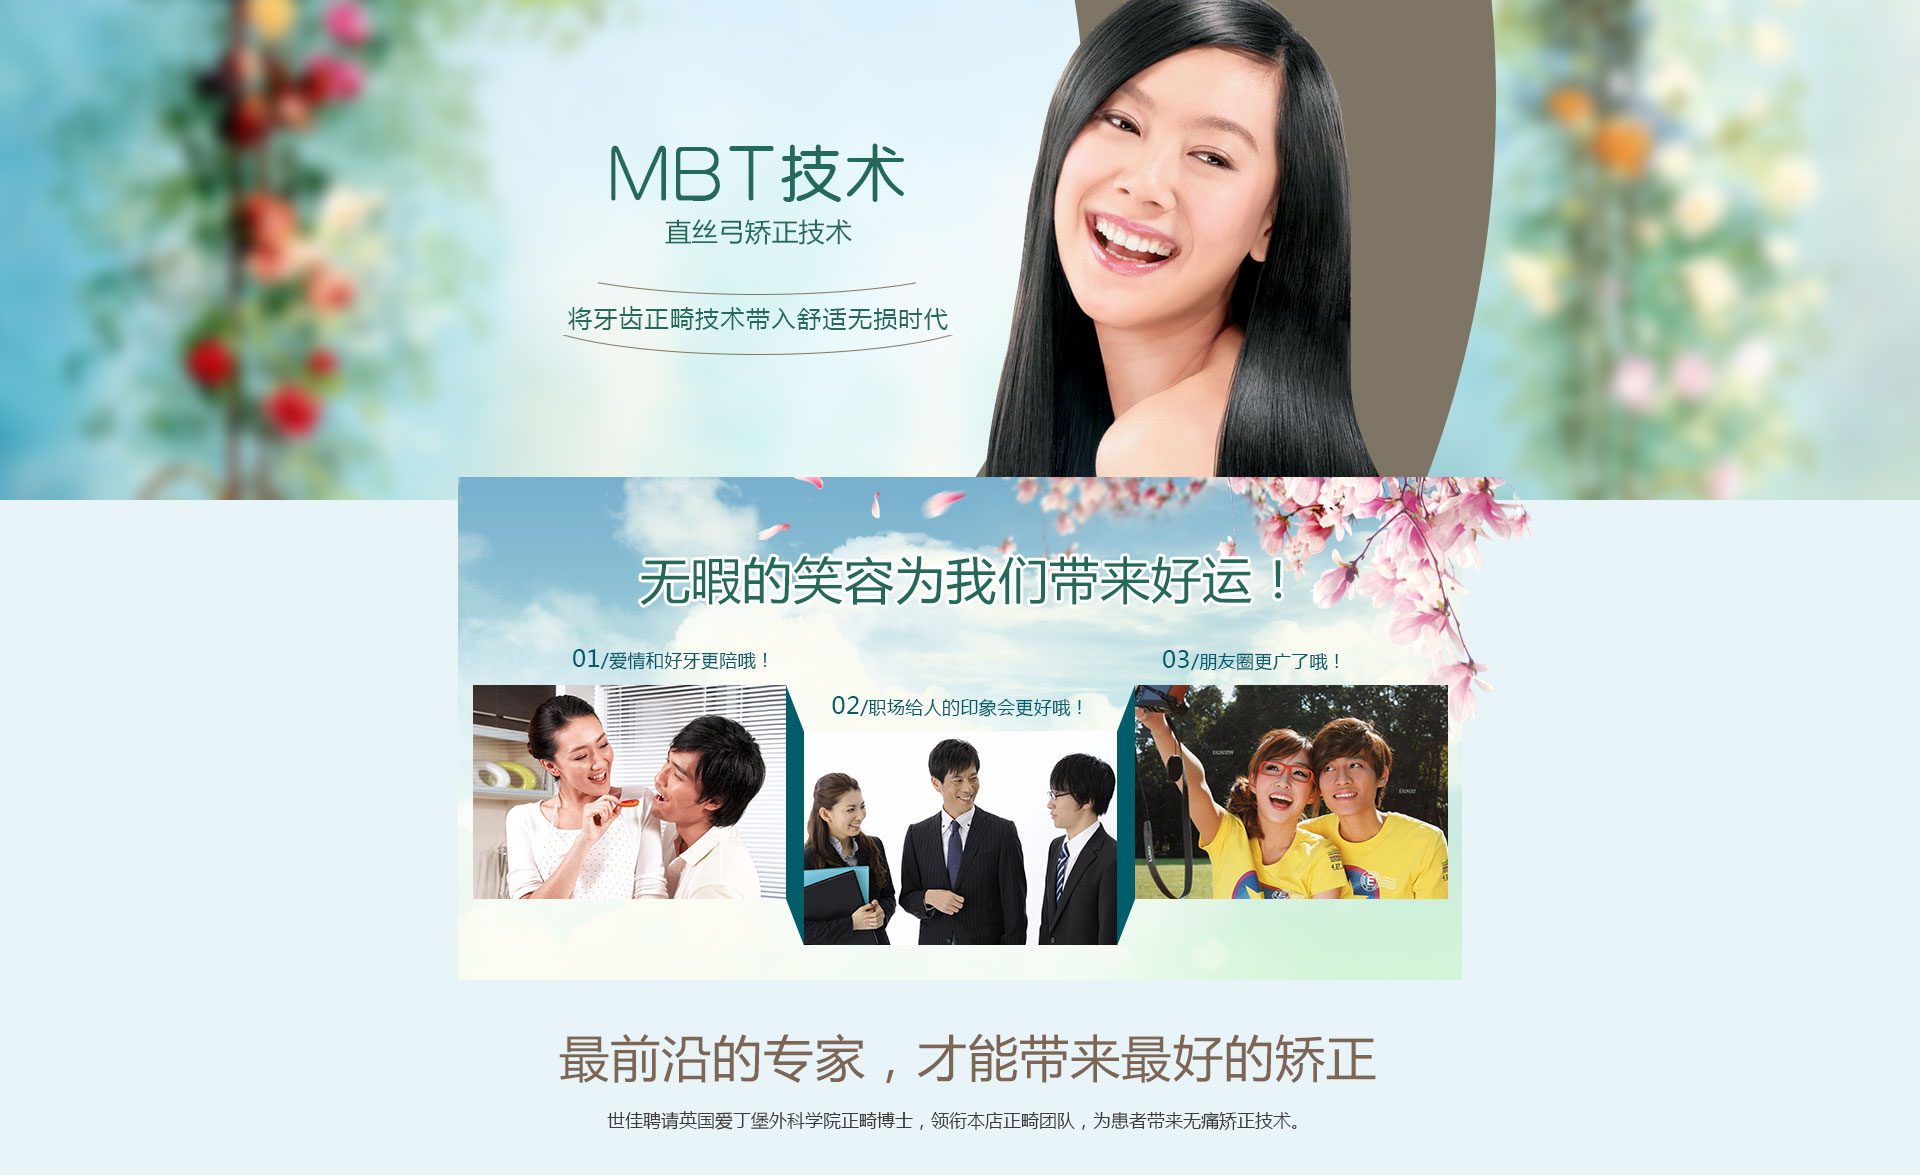 MBT技术
直丝弓矫正技术
将牙齿正畸技术带入舒适无损时代
无暇的笑容为我们带来好运！
01/爱情和好牙更陪哦！
02/职场给人的印象会更好哦！
03/朋友圈更广了哦！
最前沿的专家，才能带来最好的矫正
世佳聘请英国爱丁堡外科学院正畸博士，领衔本店正畸团队，为患者带来无痛矫正技术。